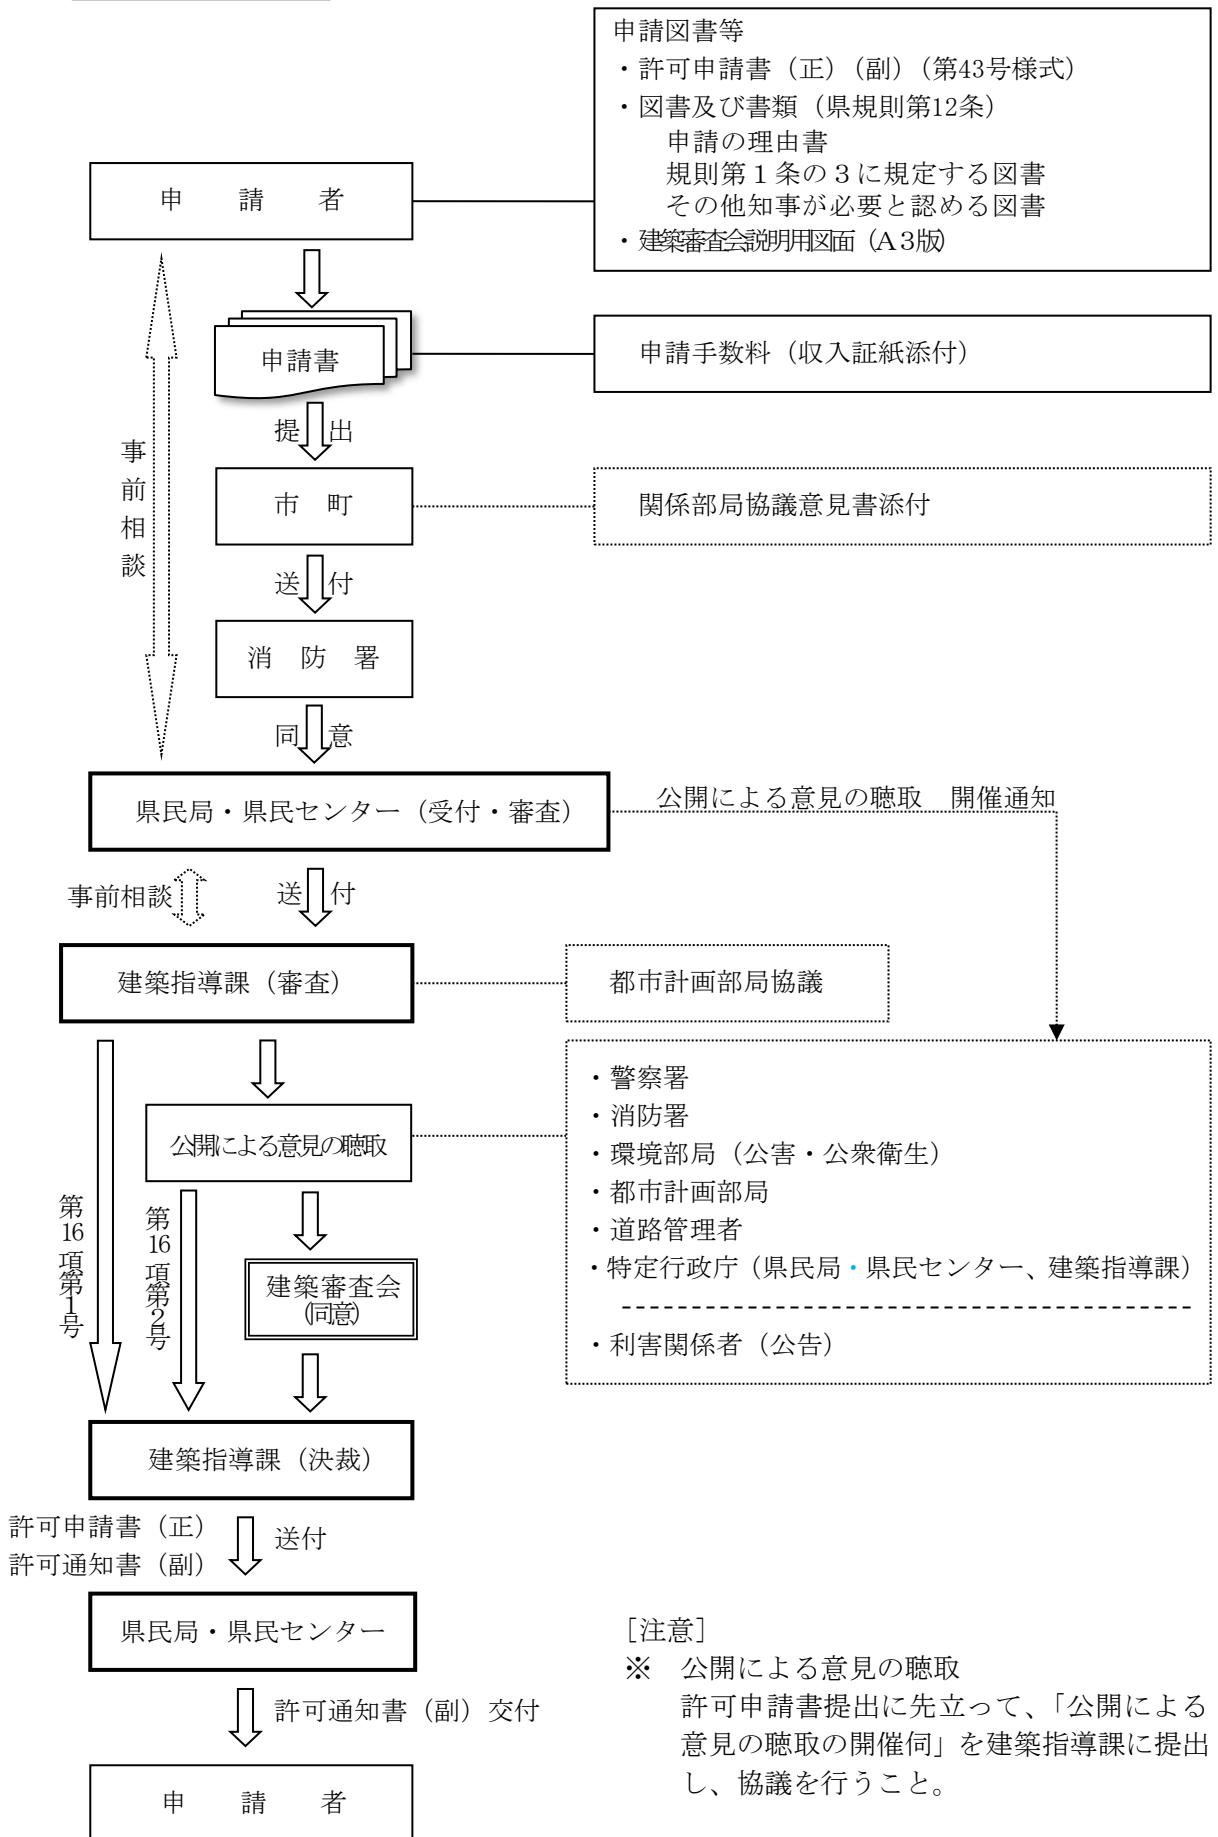 申請図書等
・許可申請書（正）（副）（第43号様式）
・図書及び書類（県規則第12条）
申請の理由書
規則第１条の３に規定する図書
その他知事が必要と認める図書
・建築審査会説明用図面（Ａ３版）
申　請　者
申請書
申請手数料（収入証紙添付）
提出
事前相談
市　町
関係部局協議意見書添付
送付
消　防　署
同意
県民局・県民センター（受付・審査）
公開による意見の聴取　開催通知
事前相談
送付
建築指導課（審査）
都市計画部局協議
公開による意見の聴取
・警察署
・消防署
・環境部局（公害・公衆衛生）
・都市計画部局
・道路管理者
・特定行政庁（県民局・県民センター、建築指導課）
・利害関係者（公告）
第16項第1号
第16項第2号
建築審査会
(同意)
建築指導課（決裁）
許可申請書（正）
許可通知書（副）
送付
県民局・県民センター
許可通知書（副）交付
申　請　者
［注意］
※　公開による意見の聴取
許可申請書提出に先立って、「公開による
意見の聴取の開催伺」を建築指導課に提出
し、協議を行うこと。